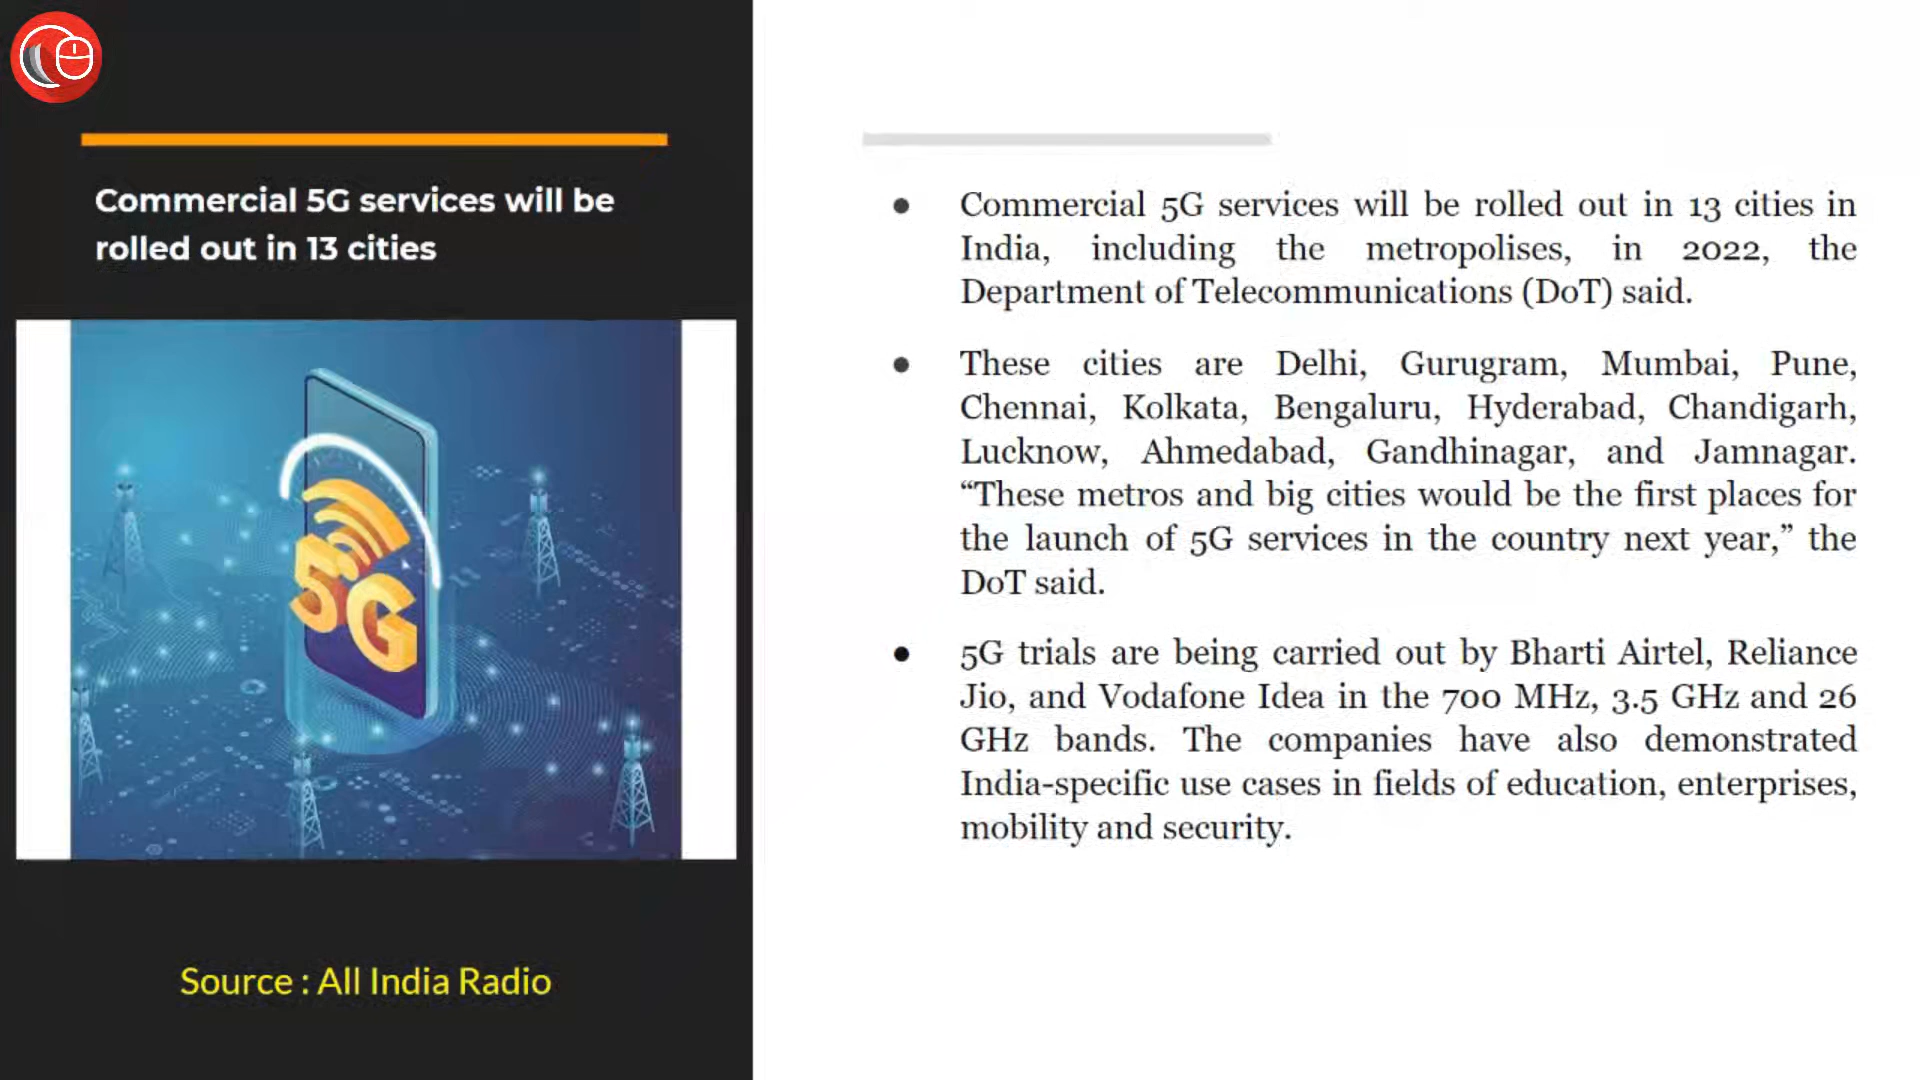 Commercial 5G services will be
rolled out in 13 cities
5G
Source : All India Radio
● Commercial 5G services will be rolled out in 13 cities in
India, including the metropolises, in 2022, the
Department of Telecommunications (DoT) said.
● These cities are Delhi, Gurugram, Mumbai, Pune,
Chennai, Kolkata, Bengaluru, Hyderabad, Chandigarh,
Lucknow, Ahmedabad, Gandhinagar, and Jamnagar.
“These metros and big cities would be the first places for
the launch of 5G services in the country next year,” the
DoT said.
● 5G trials are being carried out by Bharti Airtel, Reliance
Jio, and Vodafone Idea in the 700 MHz, 3.5 GHz and 26
GHz bands. The companies have also demonstrated
India-specific use cases in fields of education, enterprises,
mobility and security.